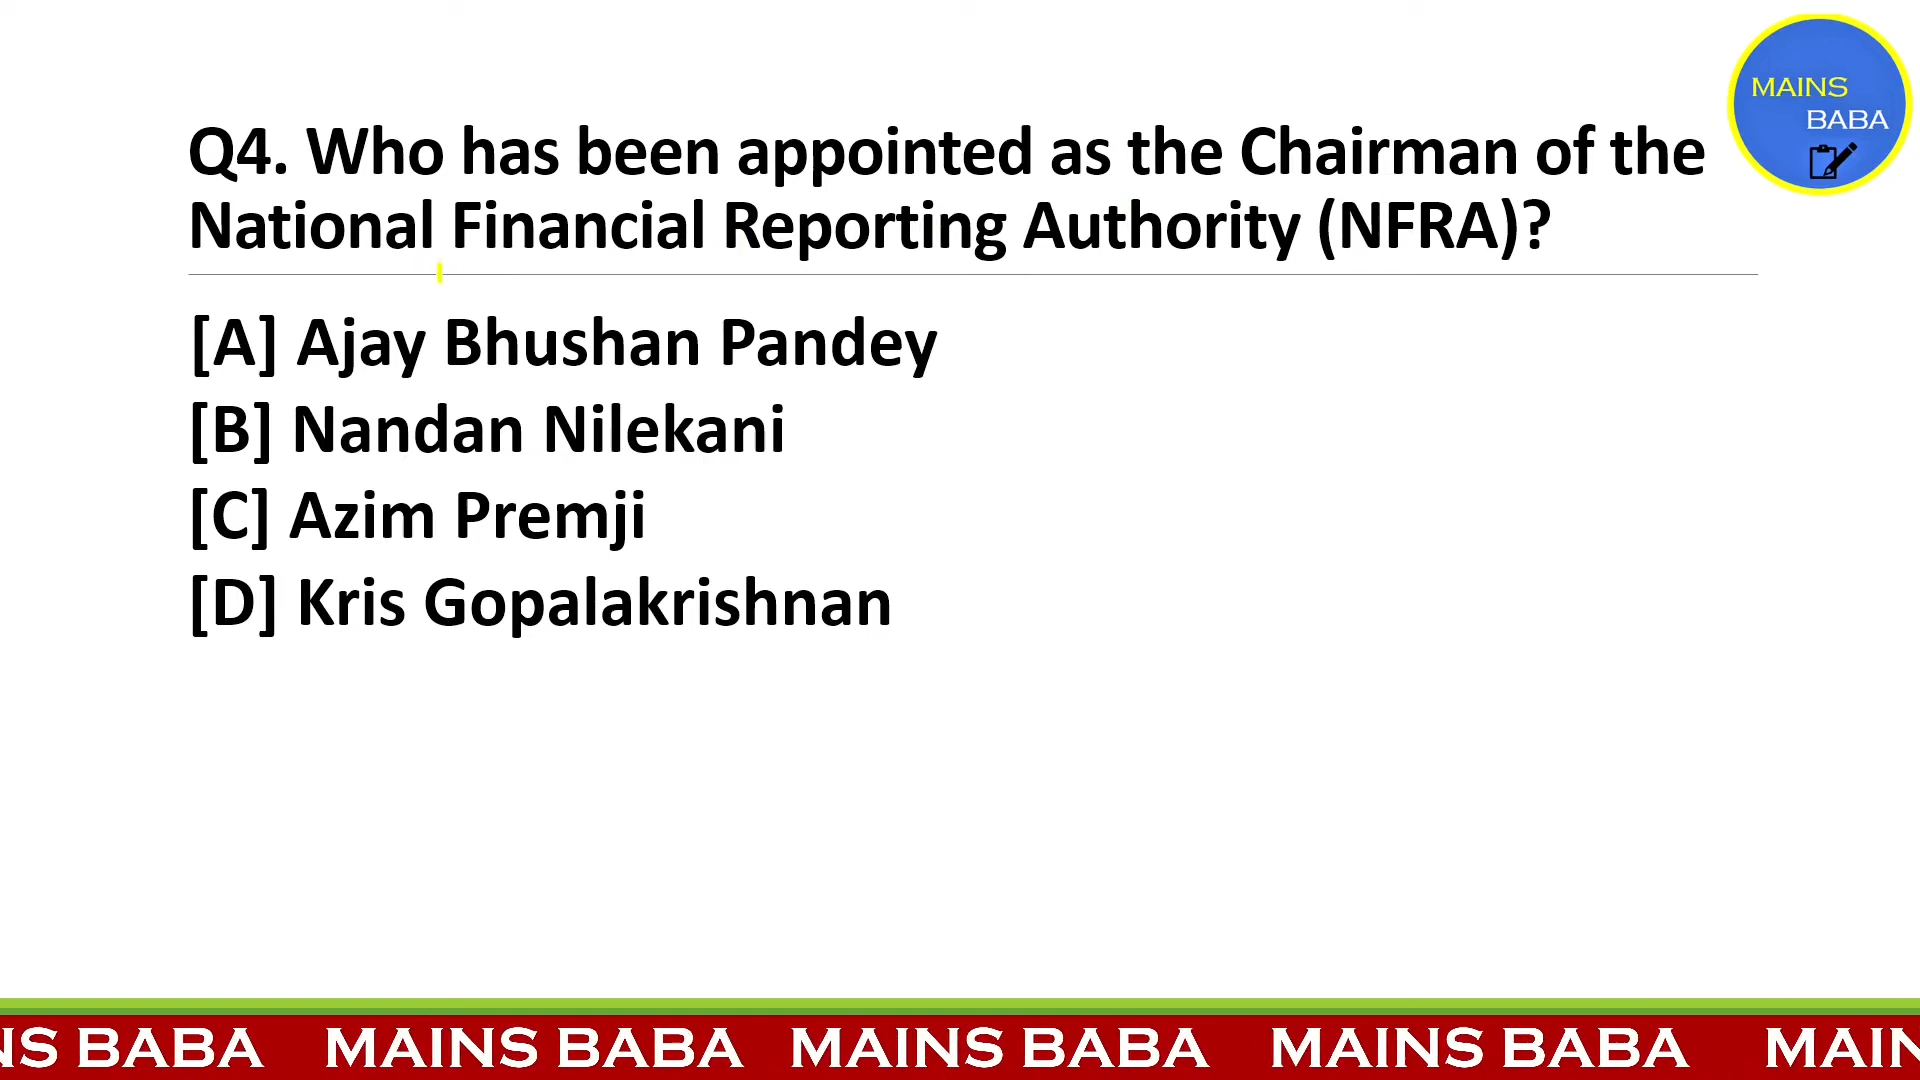 MAINS
BABA
Q4. Who has been appointed as the Chairman of the
National Financial Reporting Authority (NFRA)?
[A] Ajay Bhushan Pandey
[B] Nandan Nilekani
[C] Azim Premji
[D] Kris Gopalakrishnan
NS BABA MAINS BABA MAINS BABA MAINS BABA MAIN